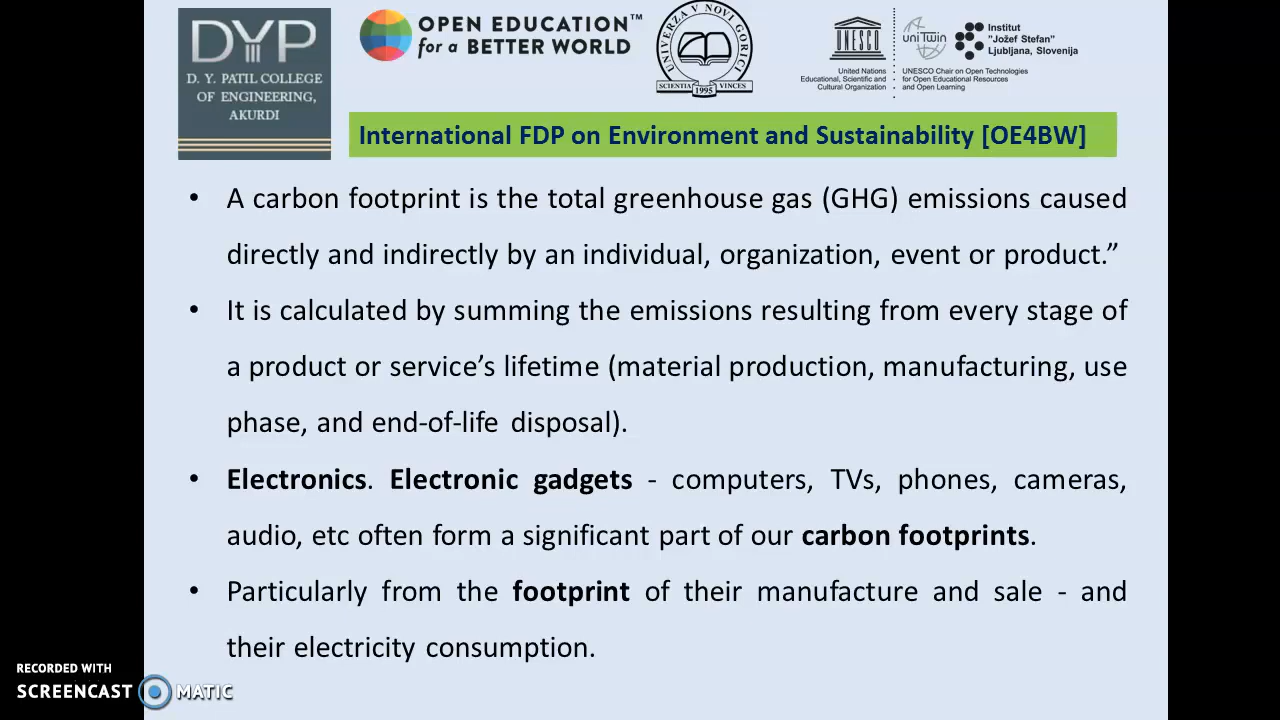 DYP
D. Y. PATIL COLLEGE
OF ENGINEERING,
AKURDI
OPEN EDUCATION™
for a BETTER WORLD
UNIVERZA V NOVI GORICI
SCIENTIA VINCES
1995
UNESCO
United Nations
Educational, Scientific and
Cultural Organization
uniTwin
Institut
"Jožef Stefan"
Ljubljana, Slovenija
UNESCO Chair on Open Technologies
for Open Educational Resources
and Open Learning
International FDP on Environment and Sustainability [OE4BW]
• A carbon footprint is the total greenhouse gas (GHG) emissions caused
directly and indirectly by an individual, organization, event or product.”
• It is calculated by summing the emissions resulting from every stage of
a product or service’s lifetime (material production, manufacturing, use
phase, and end-of-life disposal).
• Electronics. Electronic gadgets - computers, TVs, phones, cameras,
audio, etc often form a significant part of our carbon footprints.
• Particularly from the footprint of their manufacture and sale - and
their electricity consumption.
RECORDED WITH
SCREENCAST MATIC